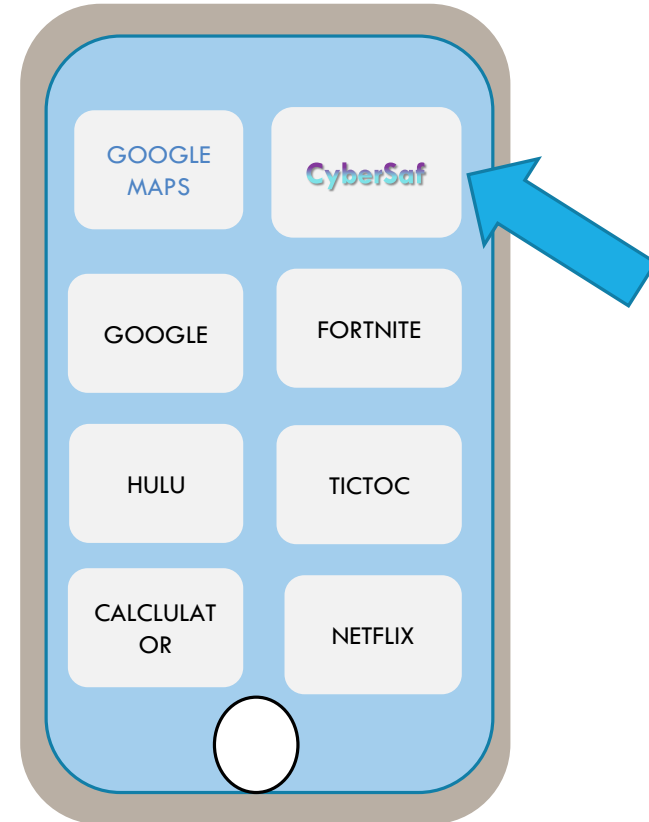 GOOGLE
MAPS
CyberSaf
GOOGLE
FORTNITE
HULU
TICTOC
CALCLULAT
OR
NETFLIX